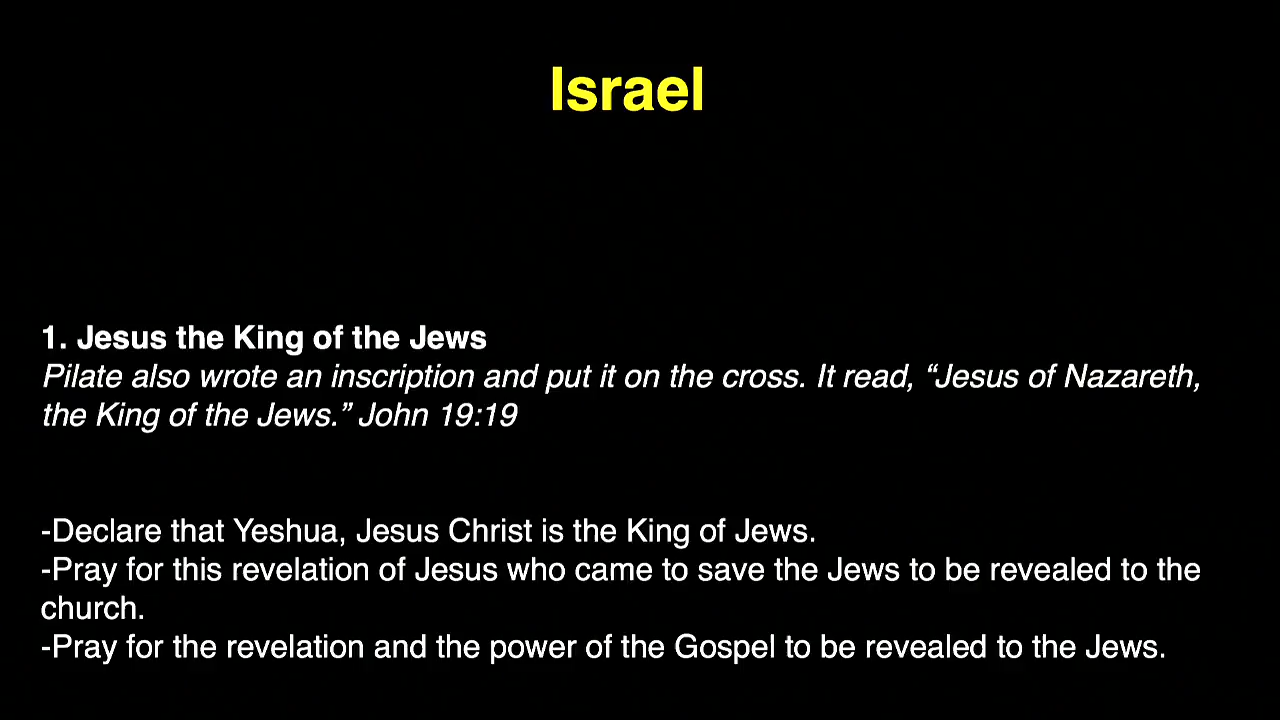 Israel
1. Jesus the King of the Jews
Pilate also wrote an inscription and put it on the cross. It read, “Jesus of Nazareth,
the King of the Jews.” John 19:19
-Declare that Yeshua, Jesus Christ is the King of Jews.
-Pray for this revelation of Jesus who came to save the Jews to be revealed to the
church.
-Pray for the revelation and the power of the Gospel to be revealed to the Jews.